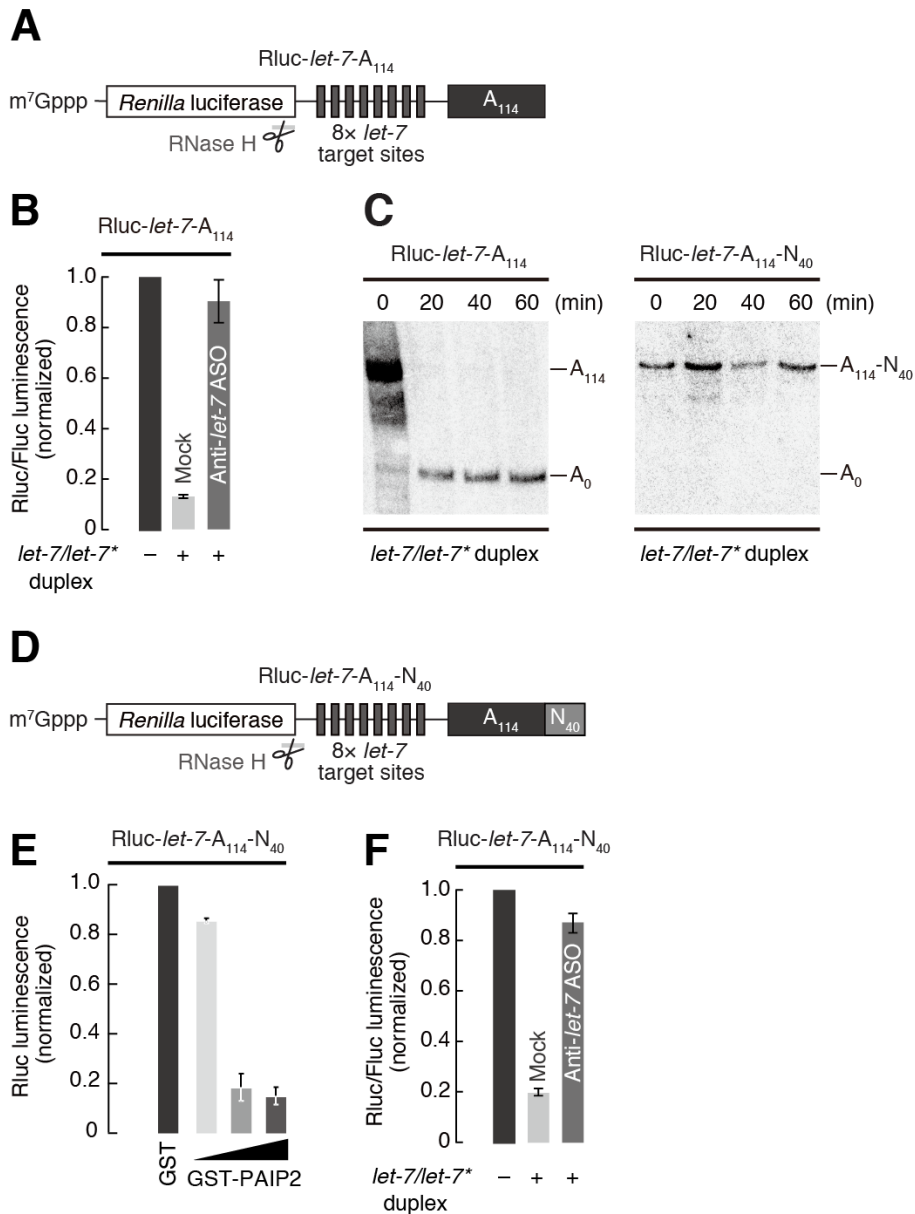 A
Rluc-let-7-A114
m7Gppp
Renilla luciferase
A114
RNase H
8× let-7
target sites
B
Rluc-let-7-A114
Rluc/Fluc luminescence
(normalized)
1.0
0.8
0.6
0.4
0.2
0
Mock
Anti-let-7 ASO
let-7/let-7*
duplex
– + +
C
Rluc-let-7-A114
0 20 40 60 (min)
A114
A0
let-7/let-7* duplex
Rluc-let-7-A114-N40
0 20 40 60 (min)
A114-N40
A0
let-7/let-7* duplex
D
Rluc-let-7-A114-N40
m7Gppp
Renilla luciferase
A114
N40
RNase H
8× let-7
target sites
E
Rluc-let-7-A114-N40
Rluc luminescence
(normalized)
1.0
0.8
0.6
0.4
0.2
0
GST
GST-PAIP2
F
Rluc-let-7-A114-N40
Rluc/Fluc luminescence
(normalized)
1.0
0.8
0.6
0.4
0.2
0
Mock
Anti-let-7 ASO
let-7/let-7*
duplex
– + +